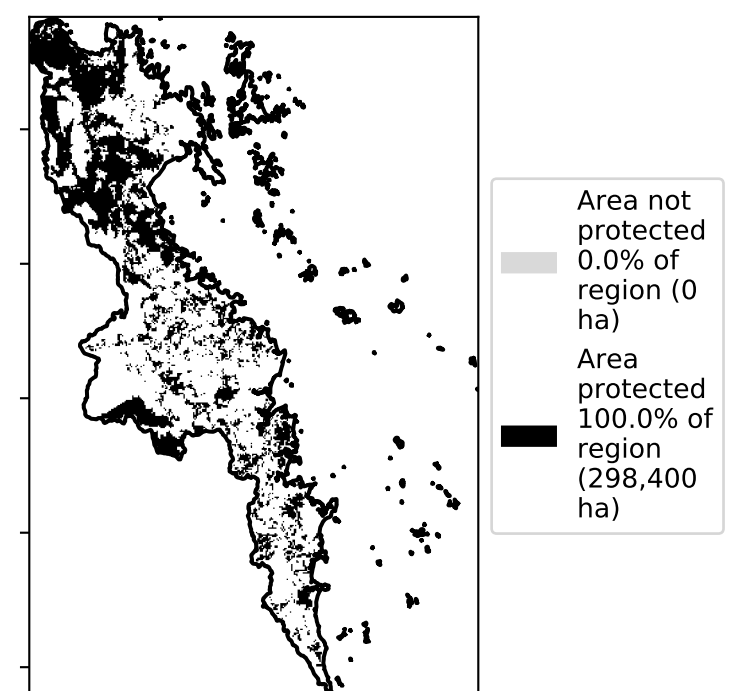 Area not
protected
0.0% of
region (0
ha)
Area
protected
100.0% of
region
(298,400
ha)